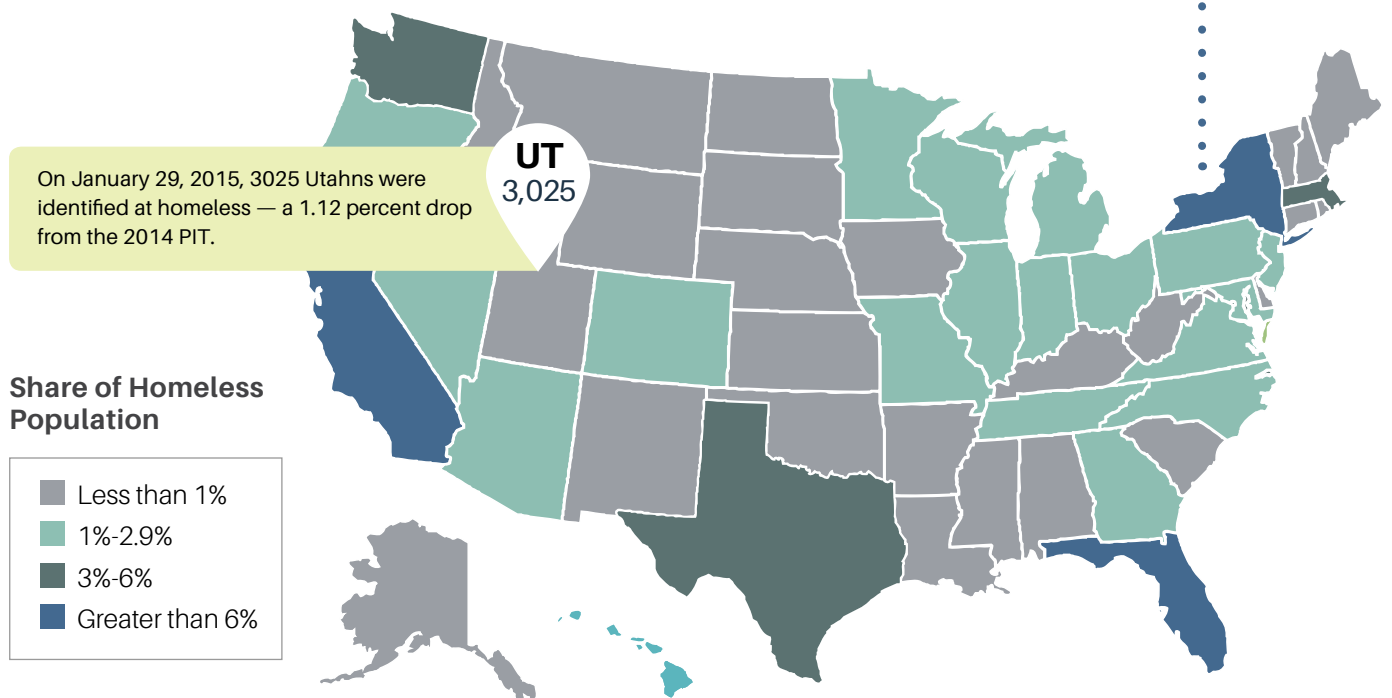 UT
3,025
On January 29, 2015, 3025 Utahns were
identified at homeless — a 1.12 percent drop
from the 2014 PIT.
Share of Homeless
Population
Less than 1%
1%-2.9%
3%-6%
Greater than 6%